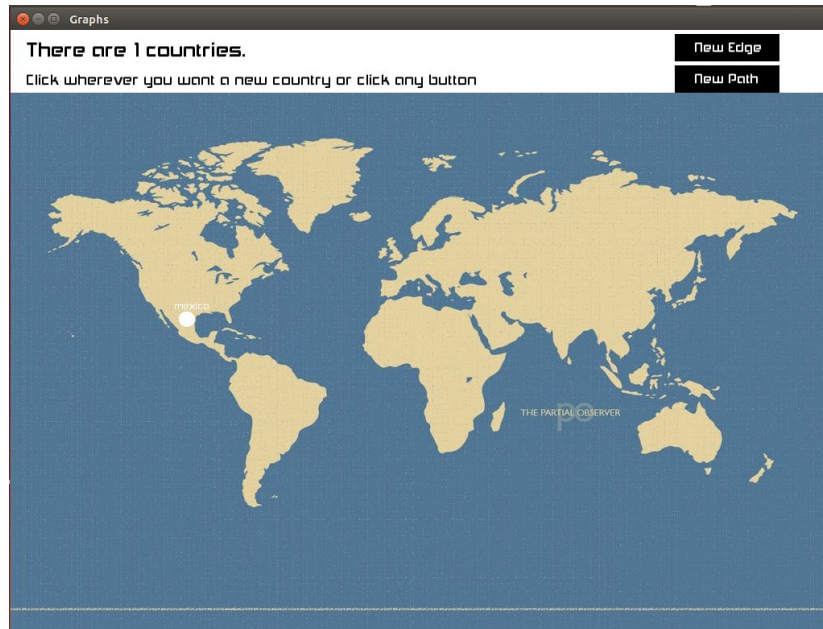 Graphs
There are 1 countries.
New Edge
Click wherever you want a new country or click any button
New Path
mexico
po
THE PARTIAL OBSERVER